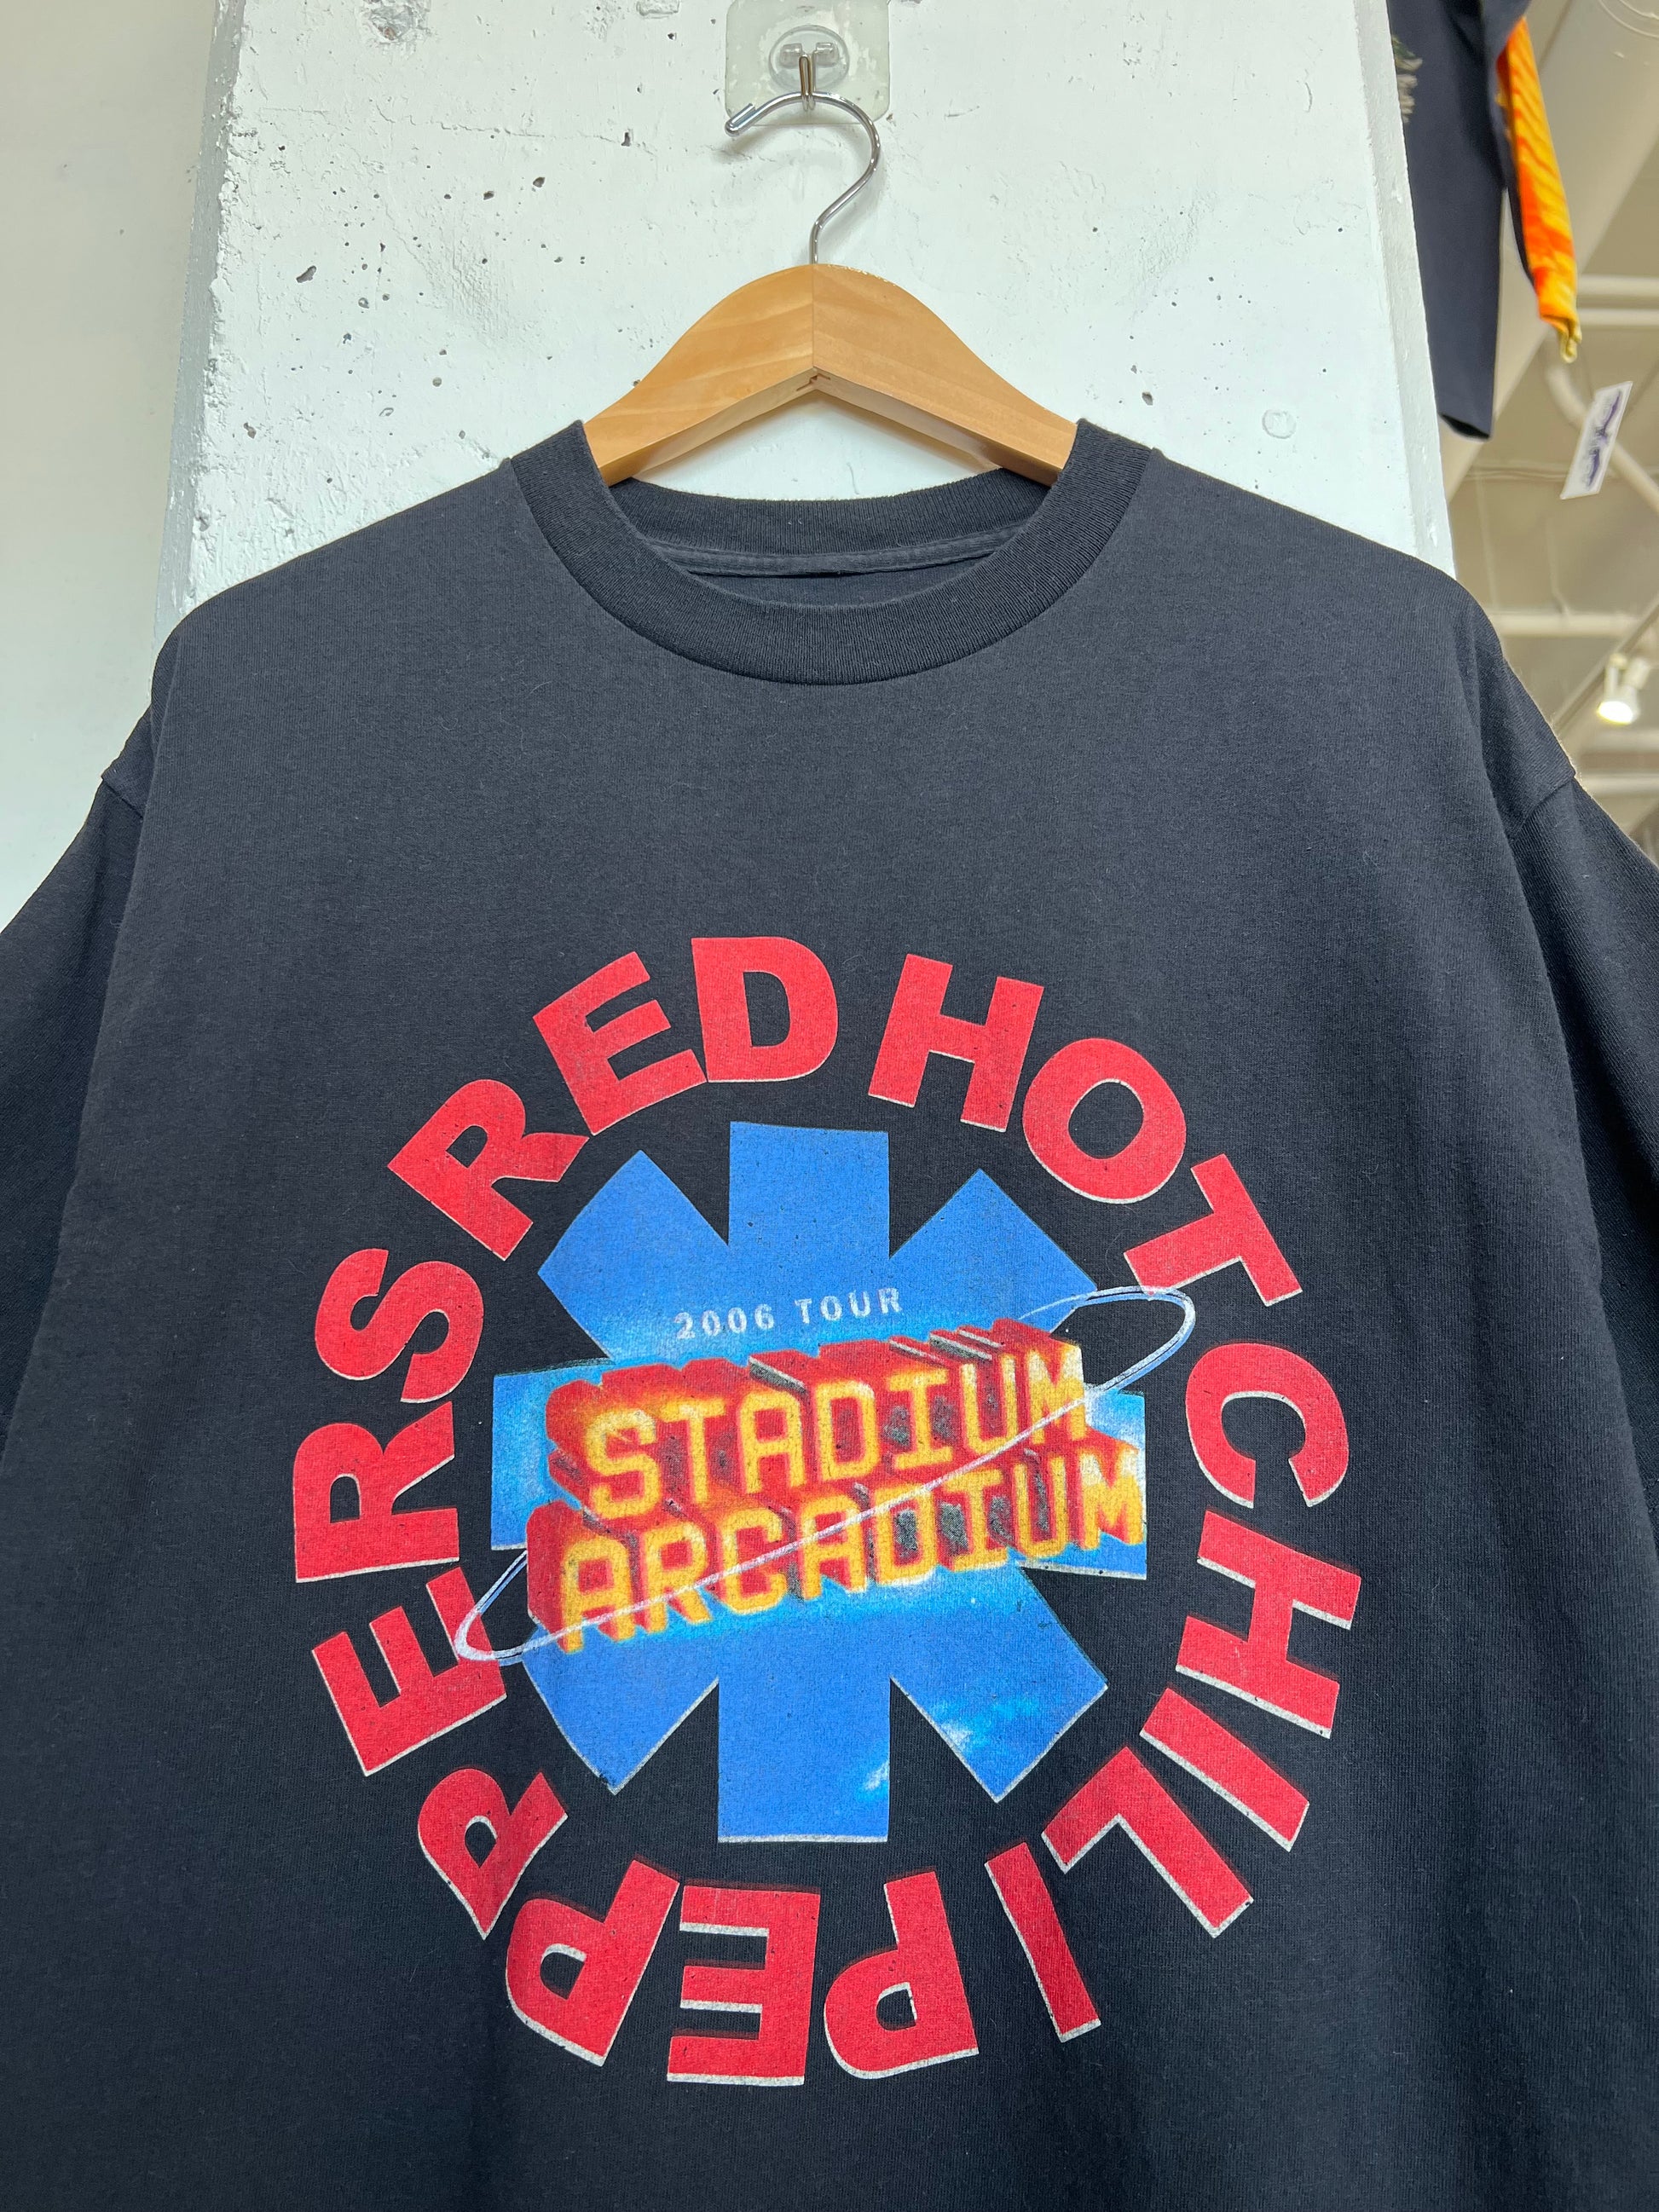 RED HOT CHILI PEPPERS
2006 TOUR
STADIUM
ARCADIUM